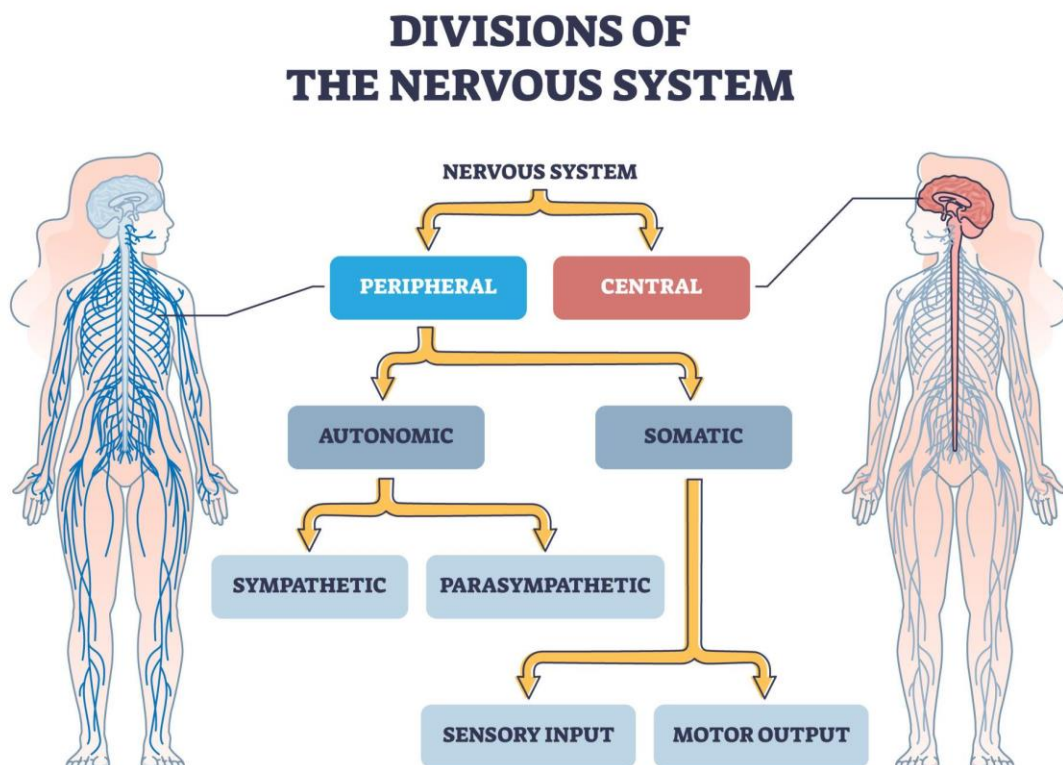 DIVISIONS OF
THE NERVOUS SYSTEM
NERVOUS SYSTEM
PERIPHERAL
CENTRAL
AUTONOMIC
SOMATIC
SYMPATHETIC
PARASYMPATHETIC
SENSORY INPUT
MOTOR OUTPUT